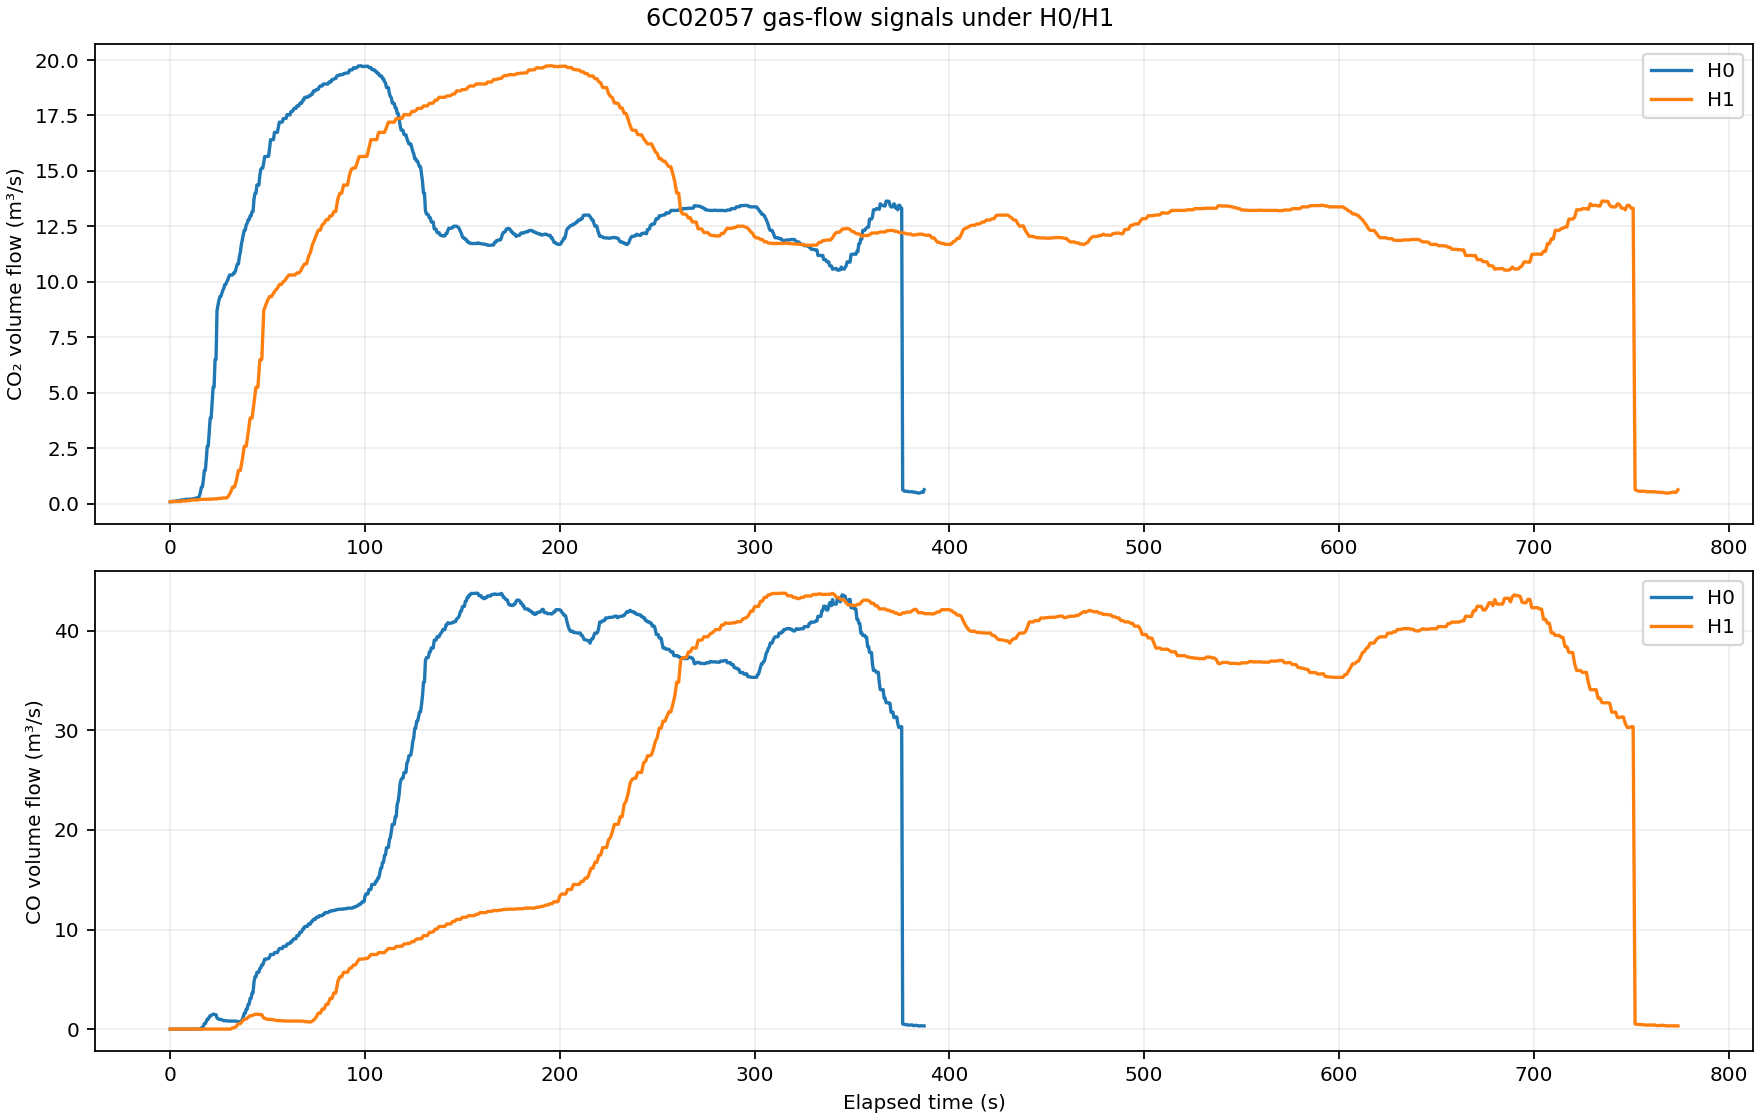 6C02057 gas-flow signals under H0/H1
CO₂ volume flow (m³/s)
20.0
17.5
15.0
12.5
10.0
7.5
5.0
2.5
0.0
H0
H1
0 100 200 300 400 500 600 700 800
CO volume flow (m³/s)
40
30
20
10
0
H0
H1
0 100 200 300 400 500 600 700 800
Elapsed time (s)